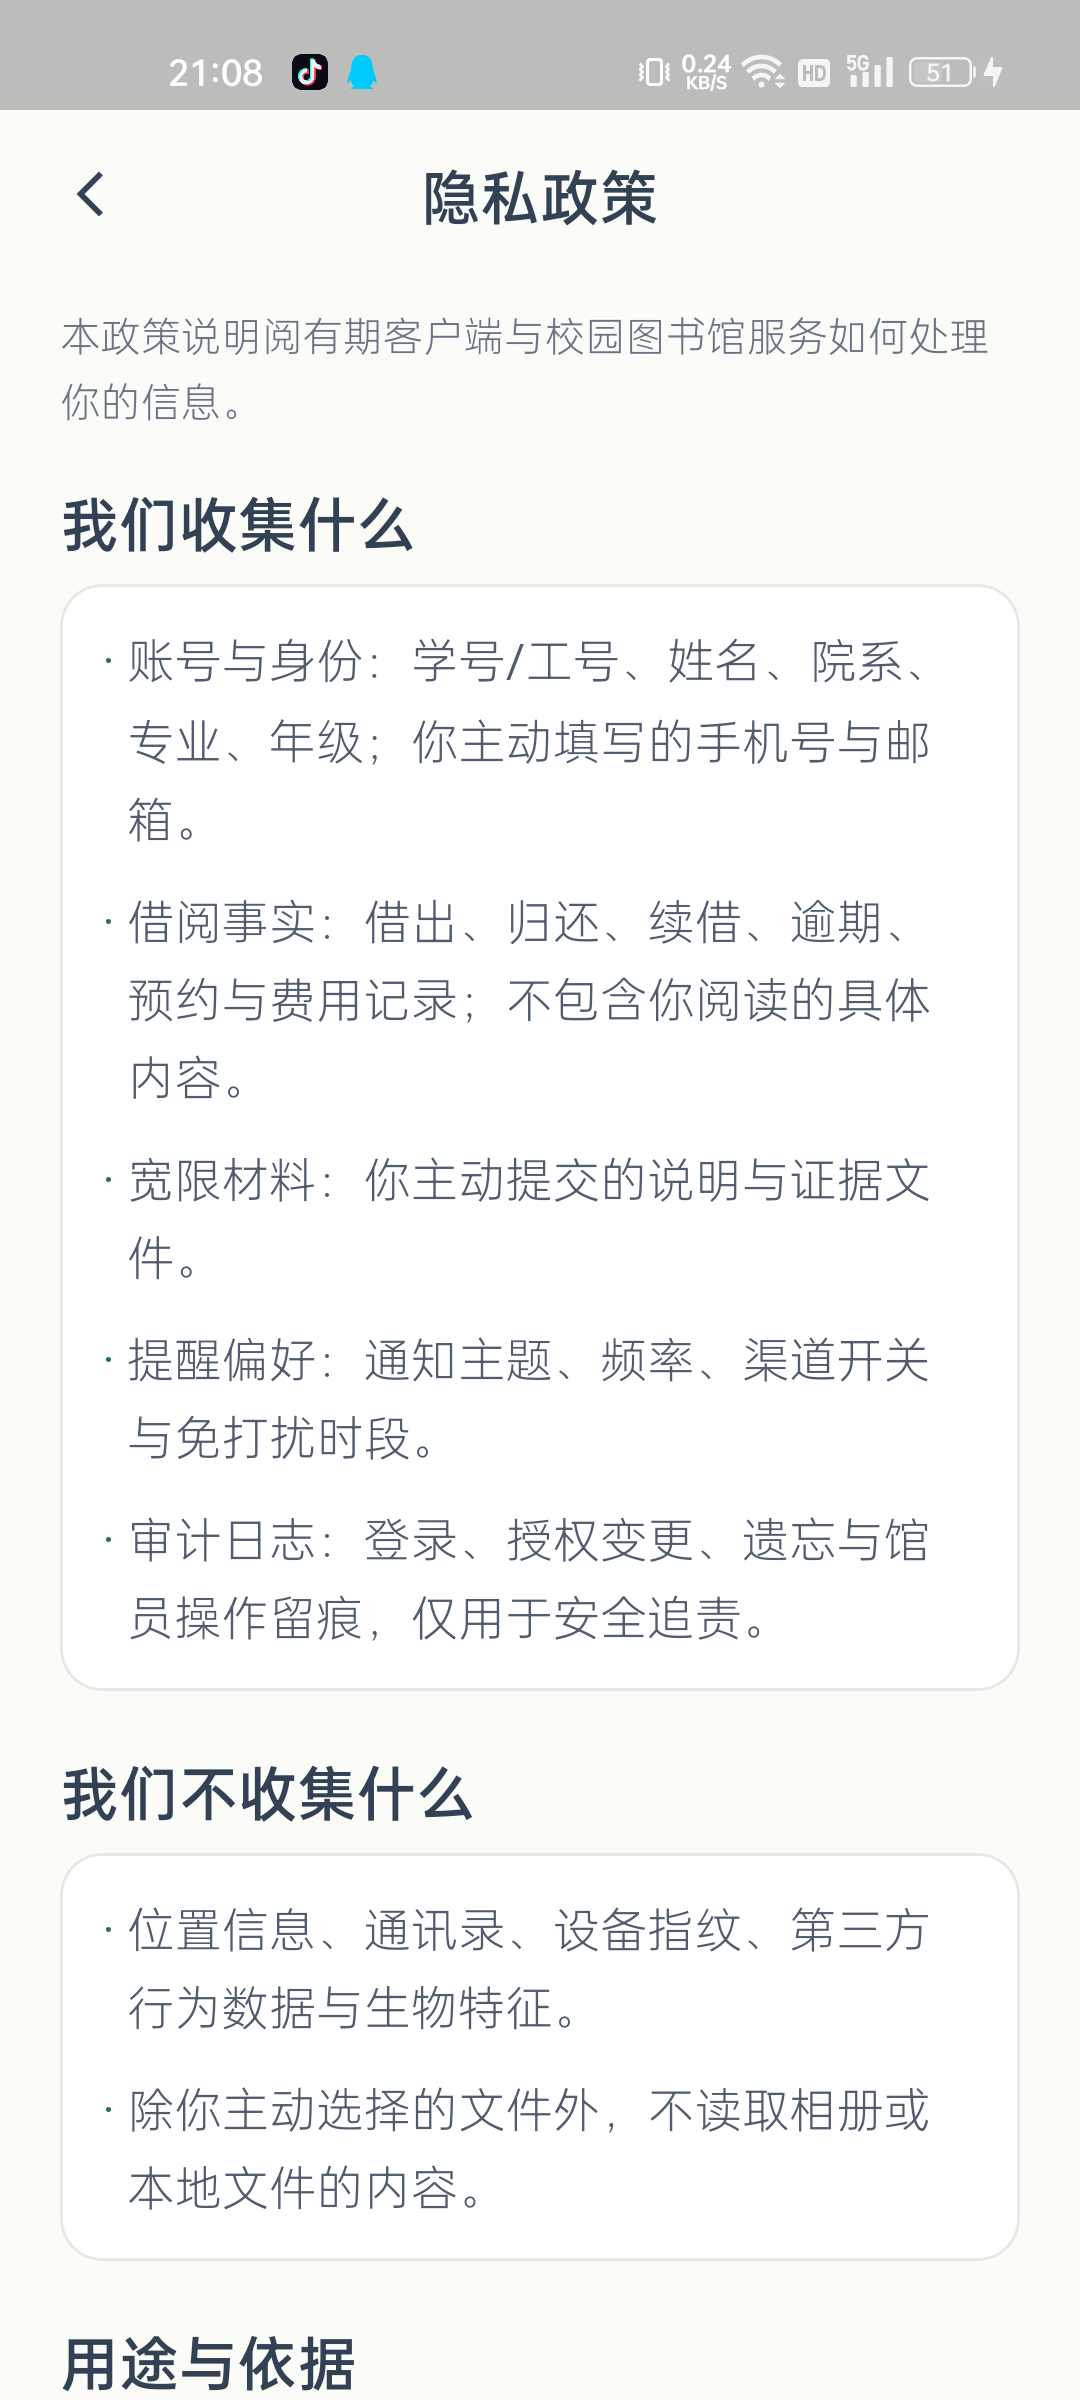 21:08 0.24 KB/S HD 5G 51
隐私政策
本政策说明阅有期客户端与校园图书馆服务如何处理
你的信息。
我们收集什么
· 账号与身份：学号/工号、姓名、院系、
专业、年级；你主动填写的手机号与邮
箱。
· 借阅事实：借出、归还、续借、逾期、
预约与费用记录；不包含你阅读的具体
内容。
· 宽限材料：你主动提交的说明与证据文
件。
· 提醒偏好：通知主题、频率、渠道开关
与免打扰时段。
· 审计日志：登录、授权变更、遗忘与馆
员操作留痕，仅用于安全追责。
我们不收集什么
· 位置信息、通讯录、设备指纹、第三方
行为数据与生物特征。
· 除你主动选择的文件外，不读取相册或
本地文件的内容。
用途与依据